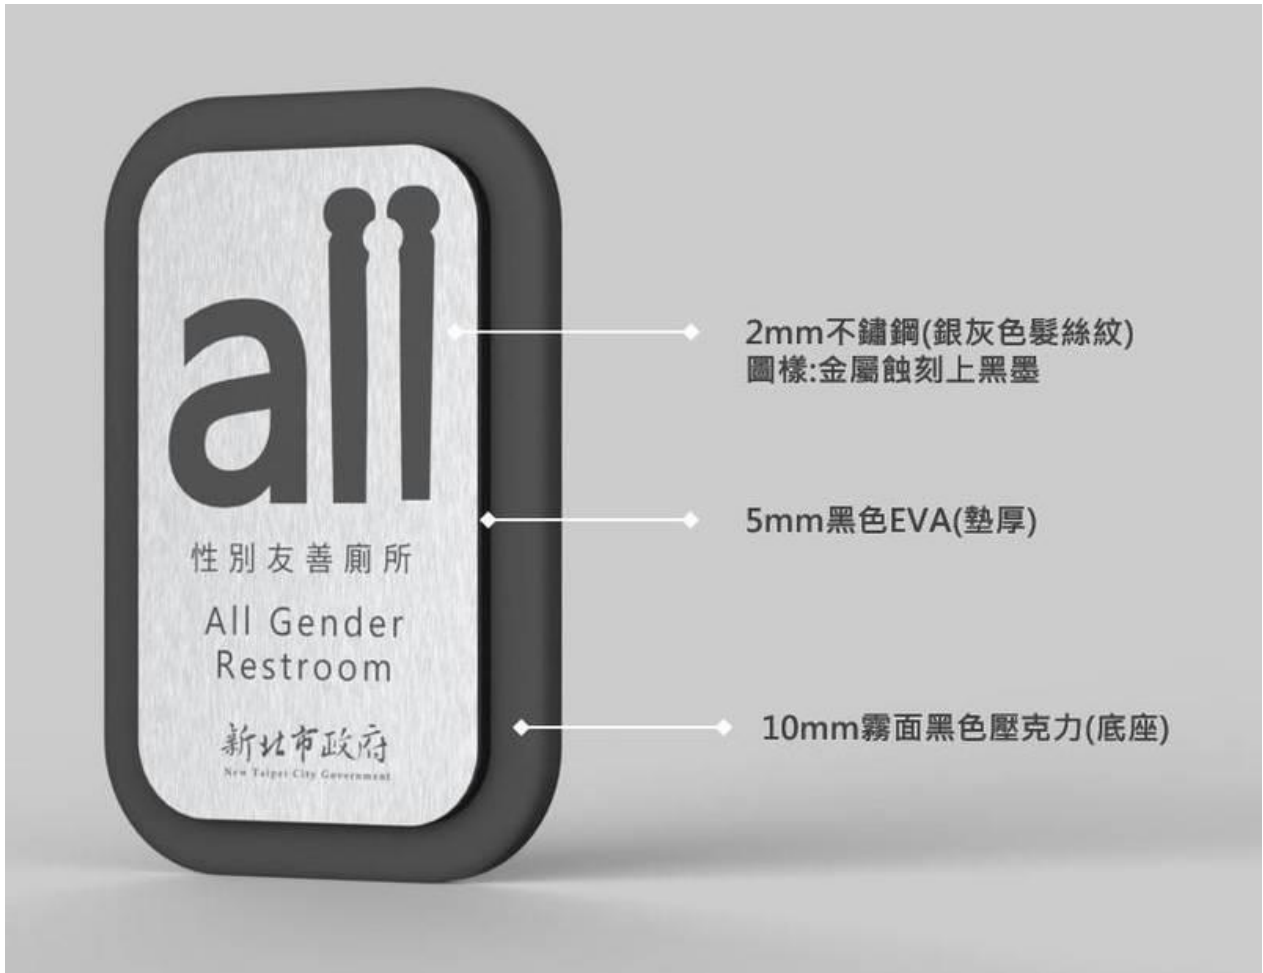 all
性別友善廁所
All Gender
Restroom
新北市政府
New Taipei City Government
2mm不鏽鋼(銀灰色髮絲紋)
圖樣:金屬蝕刻上黑墨
5mm黑色EVA(墊厚)
10mm霧面黑色壓克力(底座)